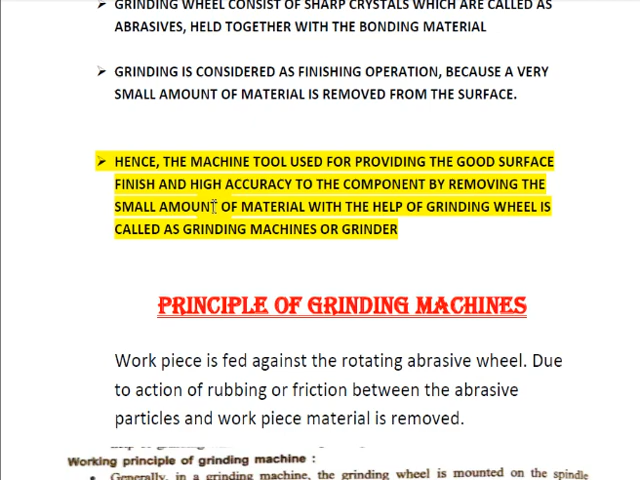 GRINDING WHEEL CONSIST OF SHARP CRYSTALS WHICH ARE CALLED AS
ABRASIVES, HELD TOGETHER WITH THE BONDING MATERIAL
GRINDING IS CONSIDERED AS FINISHING OPERATION, BECAUSE A VERY
SMALL AMOUNT OF MATERIAL IS REMOVED FROM THE SURFACE.
HENCE, THE MACHINE TOOL USED FOR PROVIDING THE GOOD SURFACE
FINISH AND HIGH ACCURACY TO THE COMPONENT BY REMOVING THE
SMALL AMOUNT OF MATERIAL WITH THE HELP OF GRINDING WHEEL IS
CALLED AS GRINDING MACHINES OR GRINDER
PRINCIPLE OF GRINDING MACHINES
Work piece is fed against the rotating abrasive wheel. Due
to action of rubbing or friction between the abrasive
particles and work piece material is removed.
Working principle of grinding machine :
Generally, in a grinding machine, the grinding wheel is mounted on the spindle